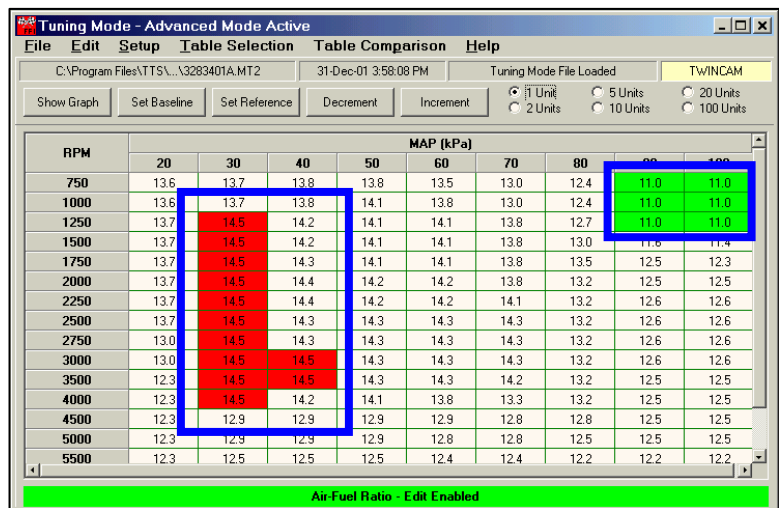 Tuning Mode - Advanced Mode Active
File Edit Setup Table Selection Table Comparison Help
C:\Program Files\TTS\...\3283401A.MT2 31-Dec-01 3:58:08 PM Tuning Mode File Loaded TWINCAM
Show Graph Set Baseline Set Reference Decrement Increment 1 Unit 5 Units 20 Units
2 Units 10 Units 100 Units
RPM MAP (kPa)
20 30 40 50 60 70 80
750 13.6 13.7 13.8 13.8 13.5 13.0 12.4 11.0 11.0
1000 13.6 13.7 13.8 14.1 13.8 13.0 12.4 11.0 11.0
1250 13.7 14.5 14.2 14.1 14.1 13.8 12.7 11.0 11.0
1500 13.7 14.5 14.2 14.1 14.1 13.8 13.0 11.6 11.4
1750 13.7 14.5 14.3 14.1 14.1 13.8 13.5 12.5 12.3
2000 13.7 14.5 14.4 14.2 14.2 13.8 13.2 12.5 12.5
2250 13.7 14.5 14.4 14.2 14.2 14.1 13.2 12.6 12.6
2500 13.7 14.5 14.3 14.3 14.3 14.3 13.2 12.6 12.6
2750 13.0 14.5 14.3 14.3 14.3 14.3 13.2 12.6 12.6
3000 13.0 14.5 14.5 14.3 14.3 14.3 13.2 12.6 12.6
3500 12.3 14.5 14.5 14.3 14.3 14.2 13.2 12.5 12.5
4000 12.3 14.5 14.2 14.1 13.8 13.3 13.2 12.5 12.5
4500 12.3 12.9 12.9 12.9 12.9 12.8 12.8 12.5 12.5
5000 12.3 12.9 12.9 12.9 12.8 12.8 12.5 12.5 12.5
5500 12.3 12.5 12.5 12.5 12.4 12.4 12.2 12.2 12.2
Air-Fuel Ratio - Edit Enabled